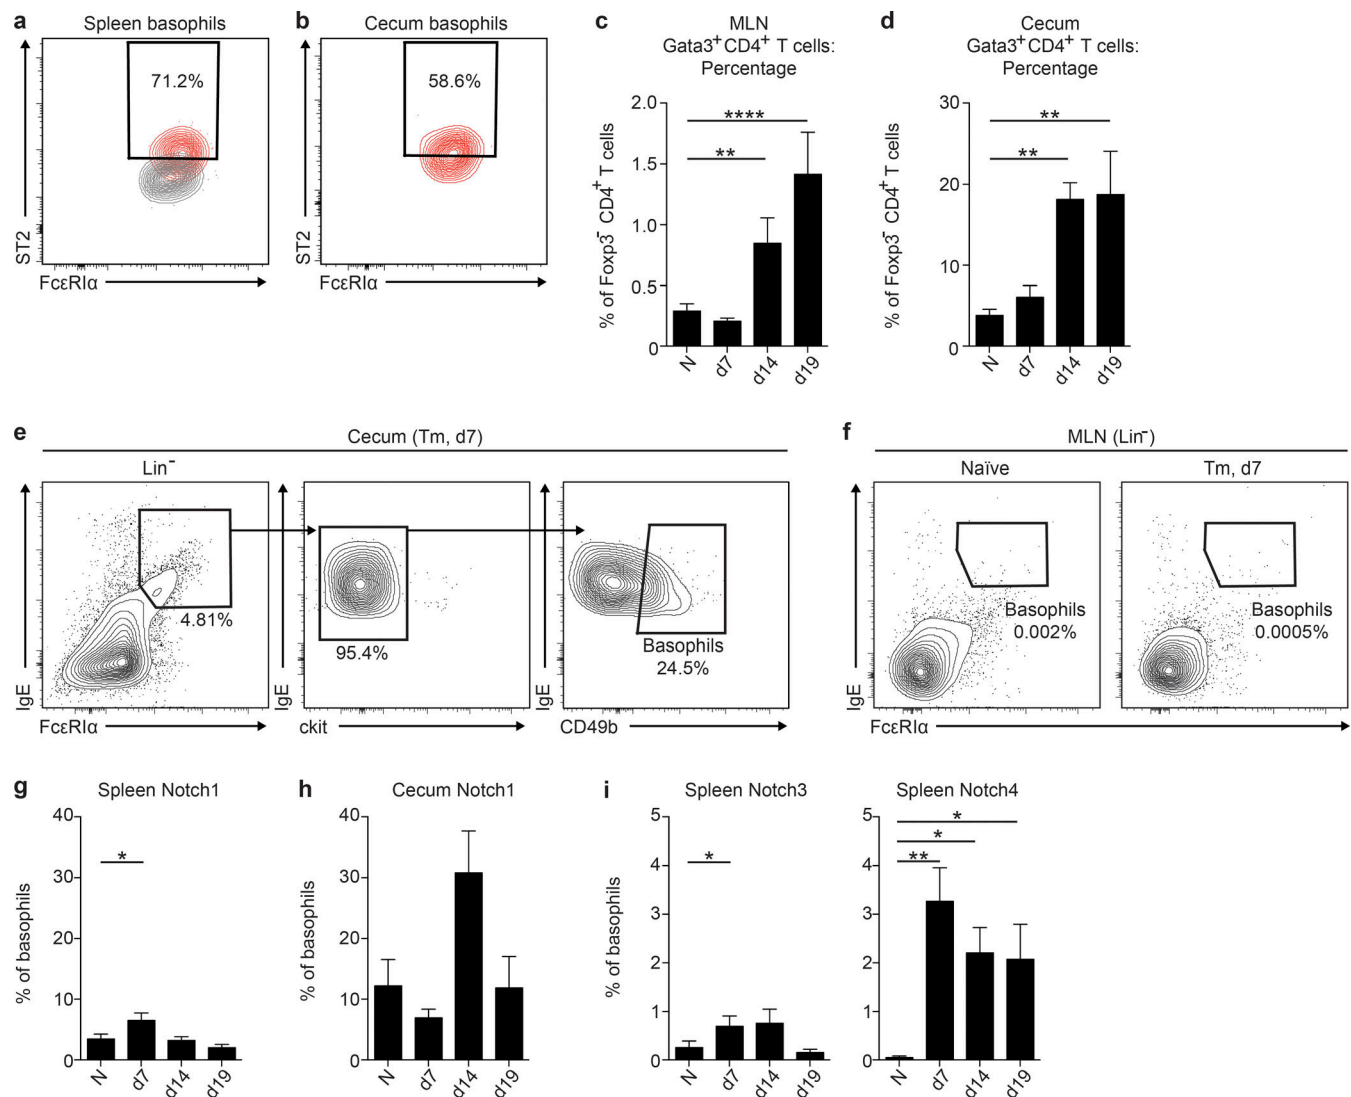 a
Spleen basophils
71.2%
ST2
FcεRIα
b
Cecum basophils
58.6%
ST2
FcεRIα
c
MLN
Gata3+CD4+ T cells:
Percentage
% of Foxp3- CD4+ T cells
2.0
1.5
1.0
0.5
0
****
**
N
d7
d14
d19
d
Cecum
Gata3+CD4+ T cells:
Percentage
% of Foxp3- CD4+ T cells
30
20
10
0
**
**
N
d7
d14
d19
e
Cecum (Tm, d7)
Lin-
4.81%
IgE
FcεRIα
95.4%
IgE
ckit
Basophils
24.5%
IgE
CD49b
f
MLN (Lin-)
Naïve
Tm, d7
Basophils
0.002%
Basophils
0.0005%
IgE
FcεRIα
g
Spleen Notch1
% of basophils
40
30
20
10
0
*
N
d7
d14
d19
h
Cecum Notch1
% of basophils
40
30
20
10
0
N
d7
d14
d19
i
Spleen Notch3
% of basophils
5
4
3
2
1
0
*
N
d7
d14
d19
Spleen Notch4
5
4
3
2
1
0
*
*
**
N
d7
d14
d19